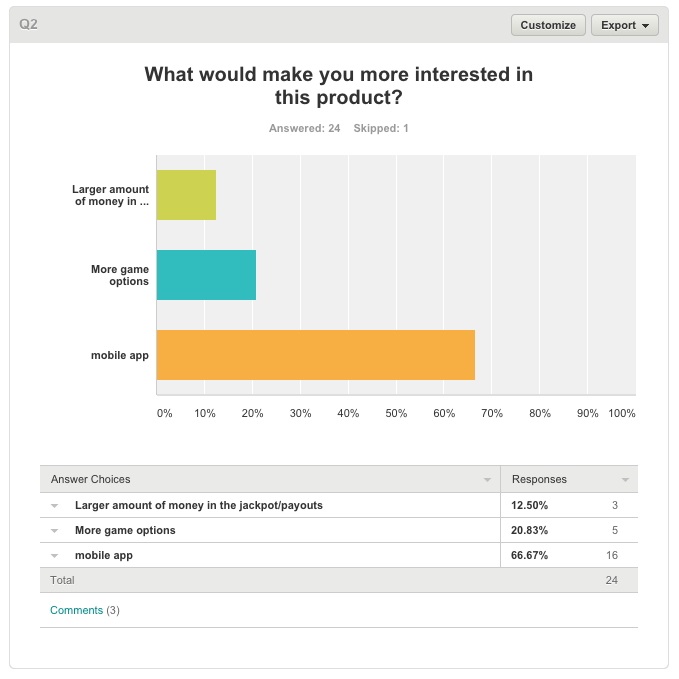 Q2
Customize
Export
What would make you more interested in
this product?
Answered: 24 Skipped: 1
Larger amount
of money in ...
More game
options
mobile app
0% 10% 20% 30% 40% 50% 60% 70% 80% 90% 100%
Answer Choices Responses
Larger amount of money in the jackpot/payouts 12.50% 3
More game options 20.83% 5
mobile app 66.67% 16
Total 24
Comments (3)